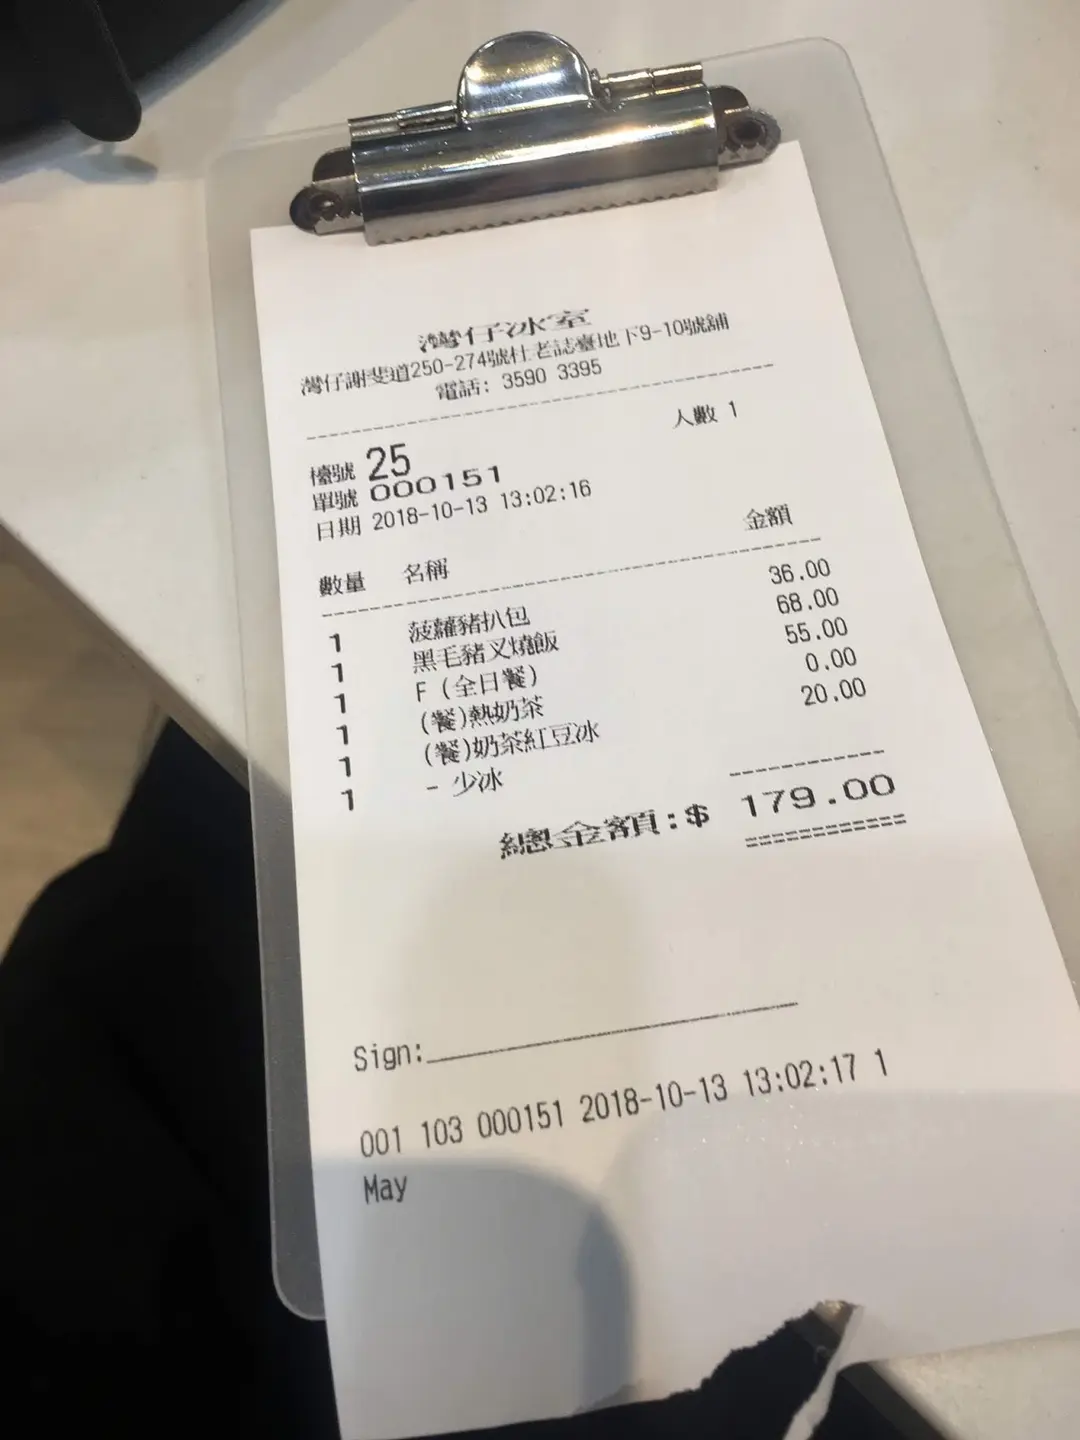 灣仔冰室
灣仔謝斐道250-274號杜老誌臺地下9-10號舖
電話: 3590 3395
人數 1
檯號 25
單號 000151
日期 2018-10-13 13:02:16
數量 名稱 金額
1 菠蘿豬扒包 36.00
1 黑毛豬叉燒飯 68.00
1 F (全日餐) 55.00
1 (餐)熱奶茶 0.00
1 (餐)奶茶紅豆冰 20.00
1 - 少冰
總金額:$ 179.00
Sign:
001 103 000151 2018-10-13 13:02:17 1
May